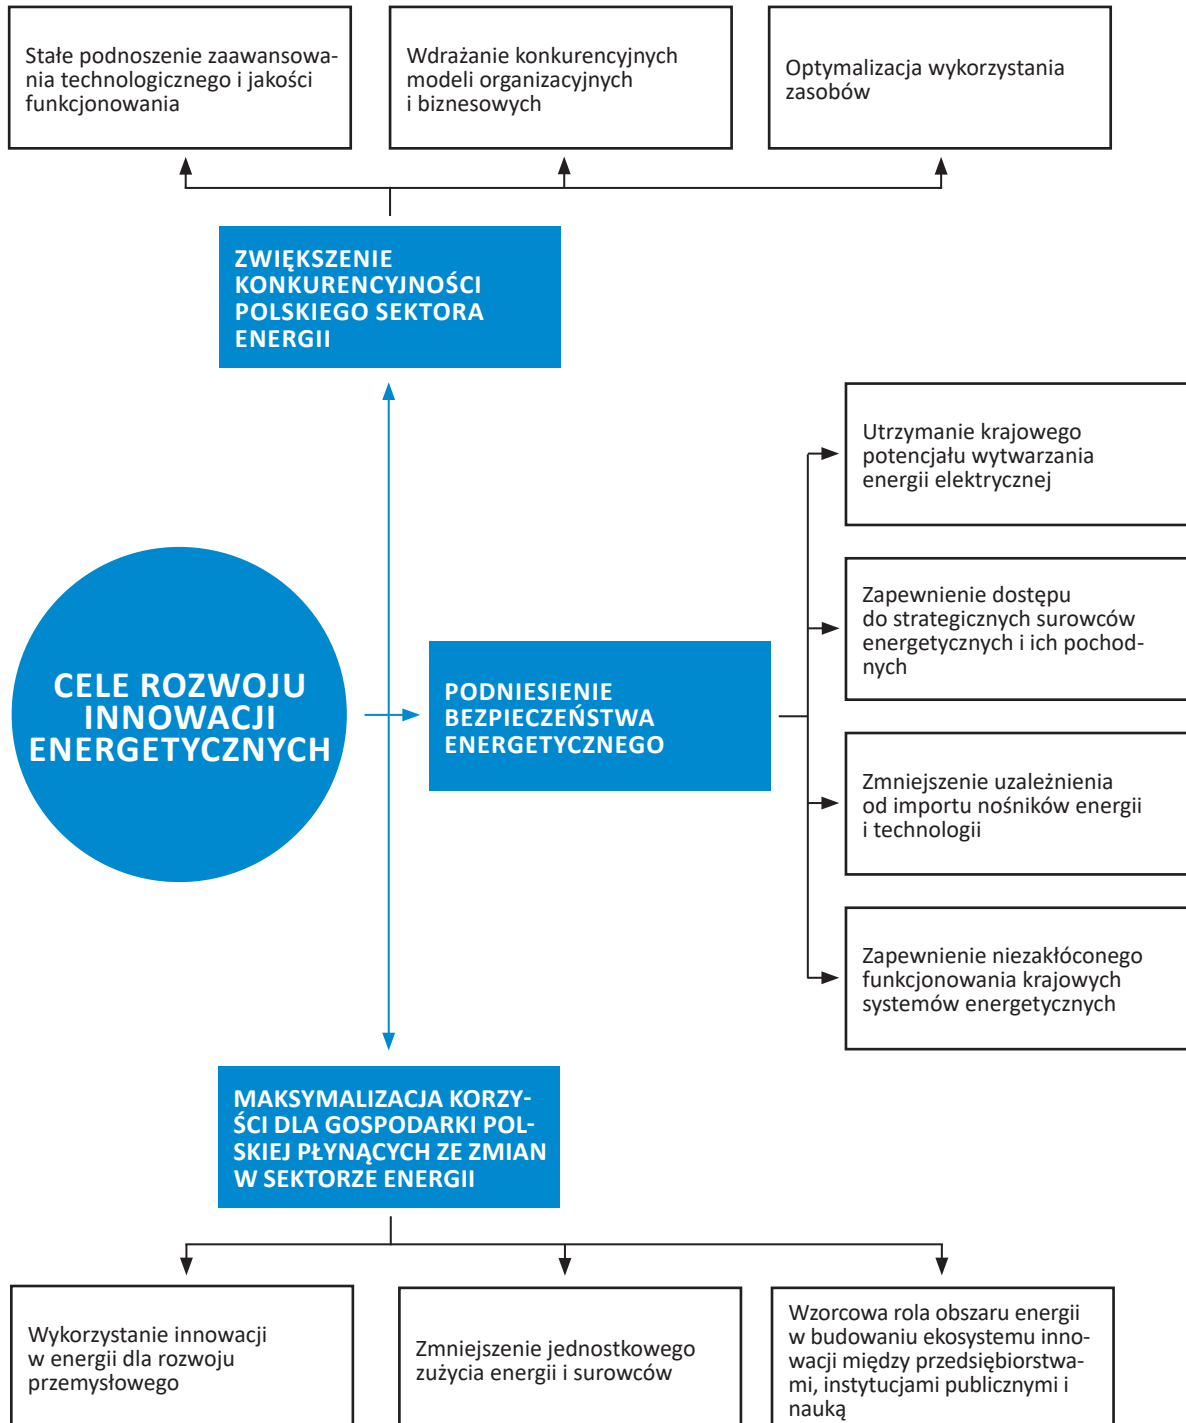 Stałe podnoszenie zaawansowa-
nia technologicznego i jakości
funkcjonowania
Wdrażanie konkurencyjnych
modeli organizacyjnych
i biznesowych
Optymalizacja wykorzystania
zasobów
ZWIĘKSZENIE
KONKURENCYJNOŚCI
POLSKIEGO SEKTORA
ENERGII
Utrzymanie krajowego
potencjału wytwarzania
energii elektrycznej
Zapewnienie dostępu
do strategicznych surowców
energetycznych i ich pochod-
nych
CELE ROZWOJU
INNOWACJI
ENERGETYCZNYCH
PODNIESIENIE
BEZPIECZEŃSTWA
ENERGETYCZNEGO
Zmniejszenie uzależnienia
od importu nośników energii
i technologii
Zapewnienie niezakłóconego
funkcjonowania krajowych
systemów energetycznych
MAKSYMALIZACJA KORZY-
ŚCI DLA GOSPODARKI POL-
SKIEJ PŁYNĄCYCH ZE ZMIAN
W SEKTORZE ENERGII
Wykorzystanie innowacji
w energii dla rozwoju
przemysłowego
Zmniejszenie jednostkowego
zużycia energii i surowców
Wzorcowa rola obszaru energii
w budowaniu ekosystemu inno-
wacji między przedsiębiorstwa-
mi, instytucjami publicznymi i
nauką